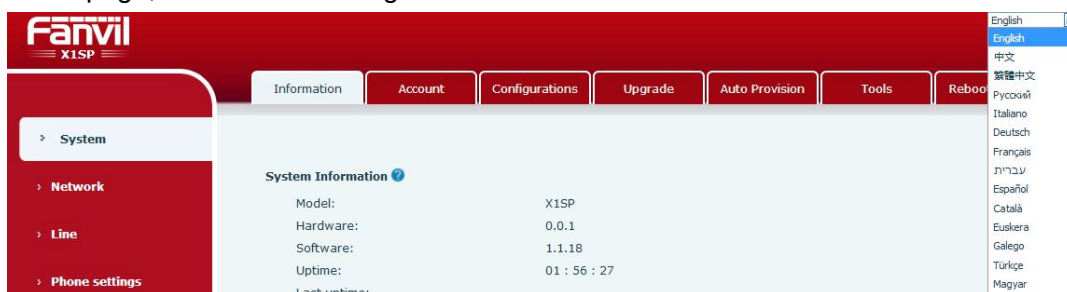 Fanvil
X1SP
English
English
中文
繁體中文
Русский
Italiano
Deutsch
Français
עברית
Español
Català
Euskera
Galego
Türkçe
Magyar
Information Account Configurations Upgrade Auto Provision Tools
System
Network
Line
Phone settings
System Information
Model: X1SP
Hardware: 0.0.1
Software: 1.1.18
Uptime: 01 : 56 : 27